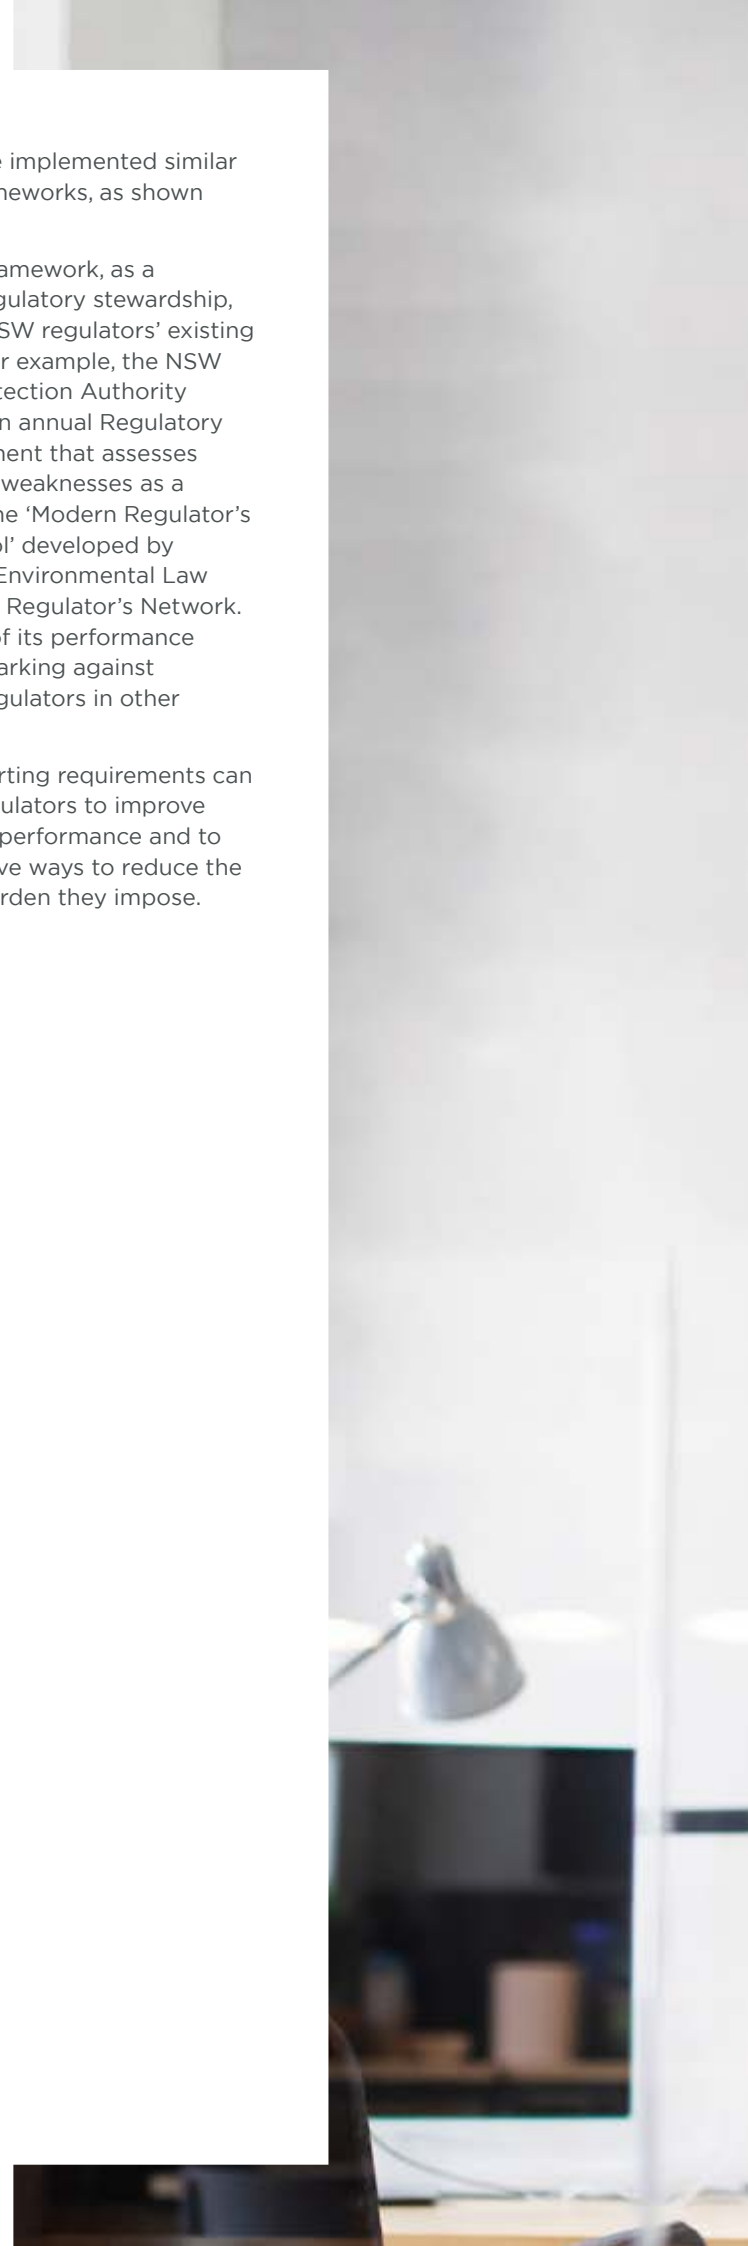 implemented similar
neworks, as shown
amework, as a
gulatory stewardship,
SW regulators' existing
r example, the NSW
tection Authority
n annual Regulatory
nent that assesses
weaknesses as a
ne 'Modern Regulator's
ol' developed by
Environmental Law
Regulator's Network.
of its performance
arking against
gulators in other
rting requirements can
ulators to improve
performance and to
ve ways to reduce the
rden they impose.